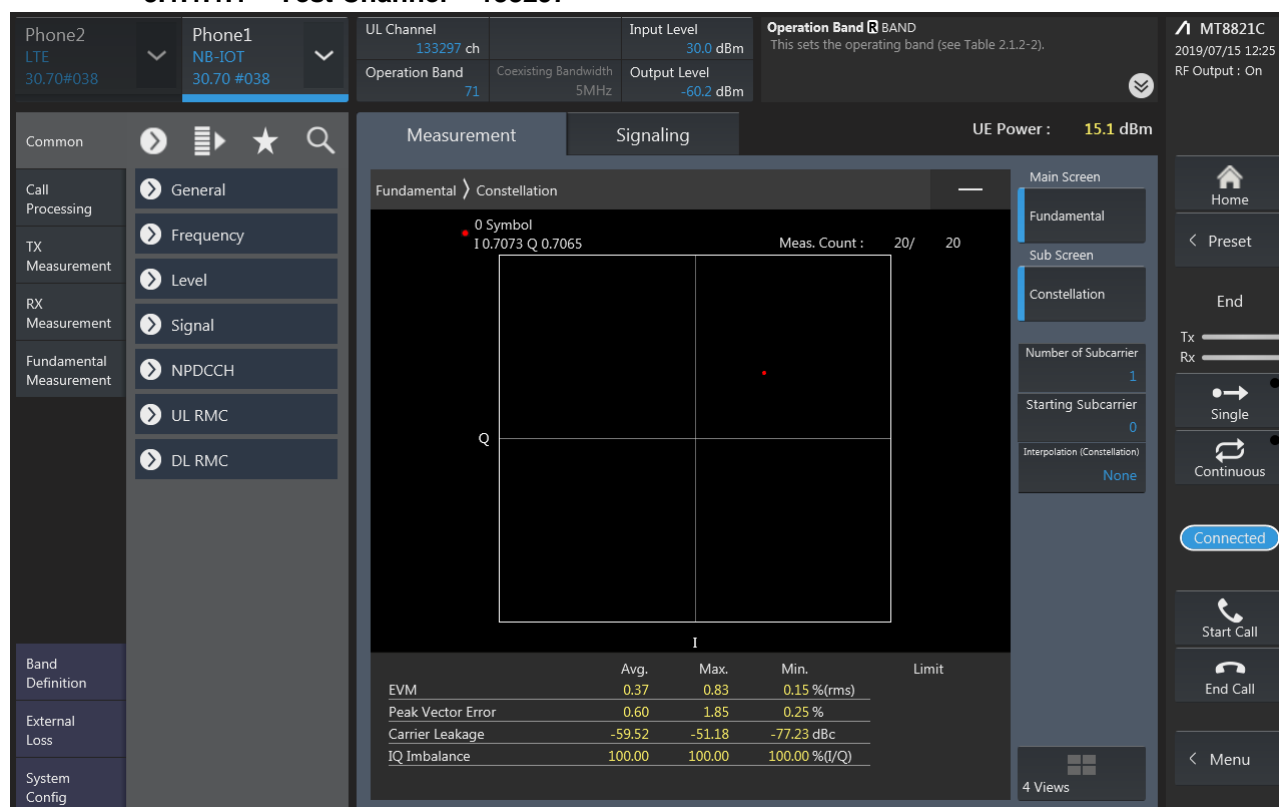 Phone2
LTE
30.70#038
Phone1
NB-IOT
30.70 #038
UL Channel
133297 ch
Operation Band
71
Coexisting Bandwidth
5MHz
Input Level
30.0 dBm
Output Level
-60.2 dBm
Operation Band R BAND
This sets the operating band (see Table 2.1.2-2).
MT8821C
2019/07/15 12:25
RF Output : On
Common
Call
Processing
TX
Measurement
RX
Measurement
Fundamental
Measurement
Band
Definition
External
Loss
System
Config
General
Frequency
Level
Signal
NPDCCH
UL RMC
DL RMC
Measurement
Signaling
UE Power : 15.1 dBm
Fundamental 〉 Constellation
0 Symbol
I 0.7073 Q 0.7065
Meas. Count : 20/ 20
Q
I
Avg. Max. Min. Limit
EVM 0.37 0.83 0.15 %(rms)
Peak Vector Error 0.60 1.85 0.25 %
Carrier Leakage -59.52 -51.18 -77.23 dBc
IQ Imbalance 100.00 100.00 100.00 %(I/Q)
Main Screen
Fundamental
Sub Screen
Constellation
Number of Subcarrier
1
Starting Subcarrier
0
Interpolation (Constellation)
None
4 Views
Home
Preset
End
Tx
Rx
Single
Continuous
Connected
Start Call
End Call
Menu